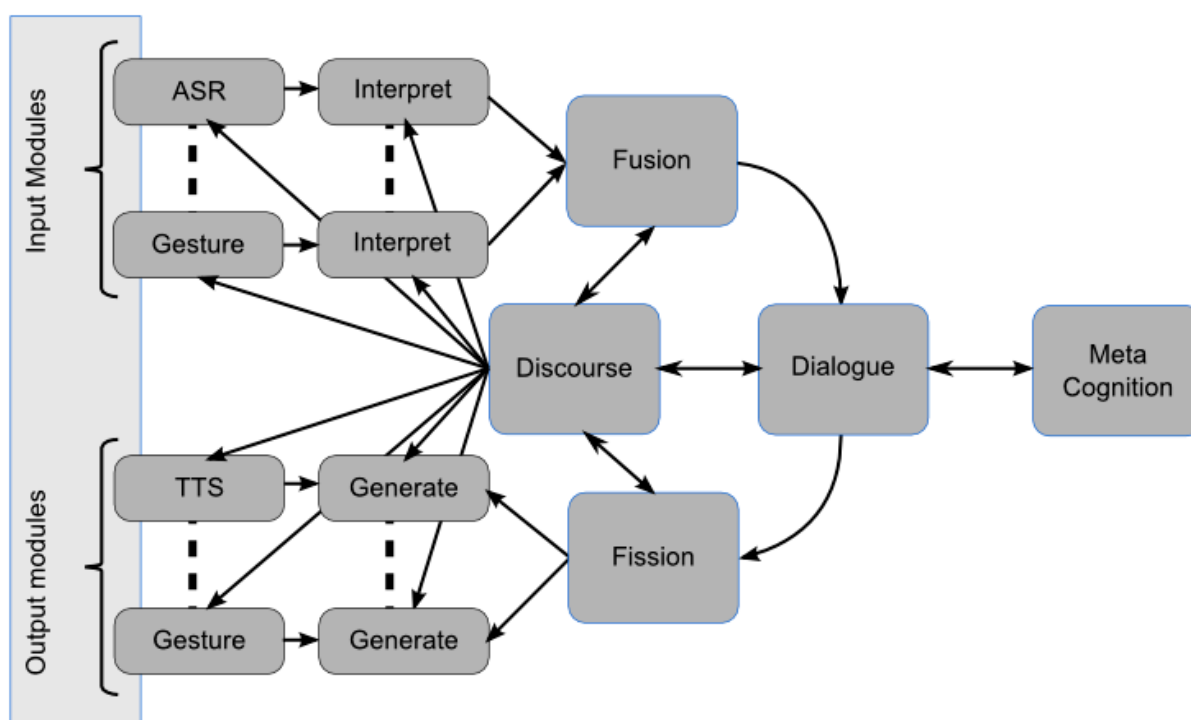 Input Modules
ASR
Interpret
Gesture
Interpret
Fusion
Discourse
Dialogue
Meta
Cognition
Output modules
TTS
Generate
Gesture
Generate
Fission